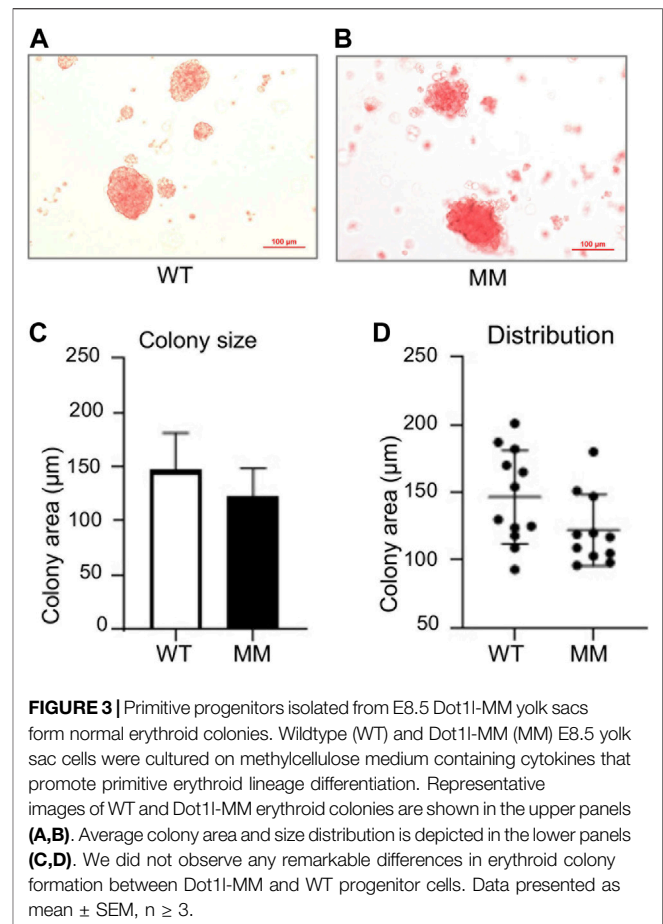 A
B
100 µm
100 µm
WT
MM
C
Colony size
D
Distribution
Colony area (µm)
250
200
150
100
50
0
WT
MM
Colony area (µm)
250
200
150
100
50
WT
MM
FIGURE 3 | Primitive progenitors isolated from E8.5 Dot1l-MM yolk sacs
form normal erythroid colonies. Wildtype (WT) and Dot1l-MM (MM) E8.5 yolk
sac cells were cultured on methylcellulose medium containing cytokines that
promote primitive erythroid lineage differentiation. Representative
images of WT and Dot1l-MM erythroid colonies are shown in the upper panels
(A,B). Average colony area and size distribution is depicted in the lower panels
(C,D). We did not observe any remarkable differences in erythroid colony
formation between Dot1l-MM and WT progenitor cells. Data presented as
mean ± SEM, n ≥ 3.